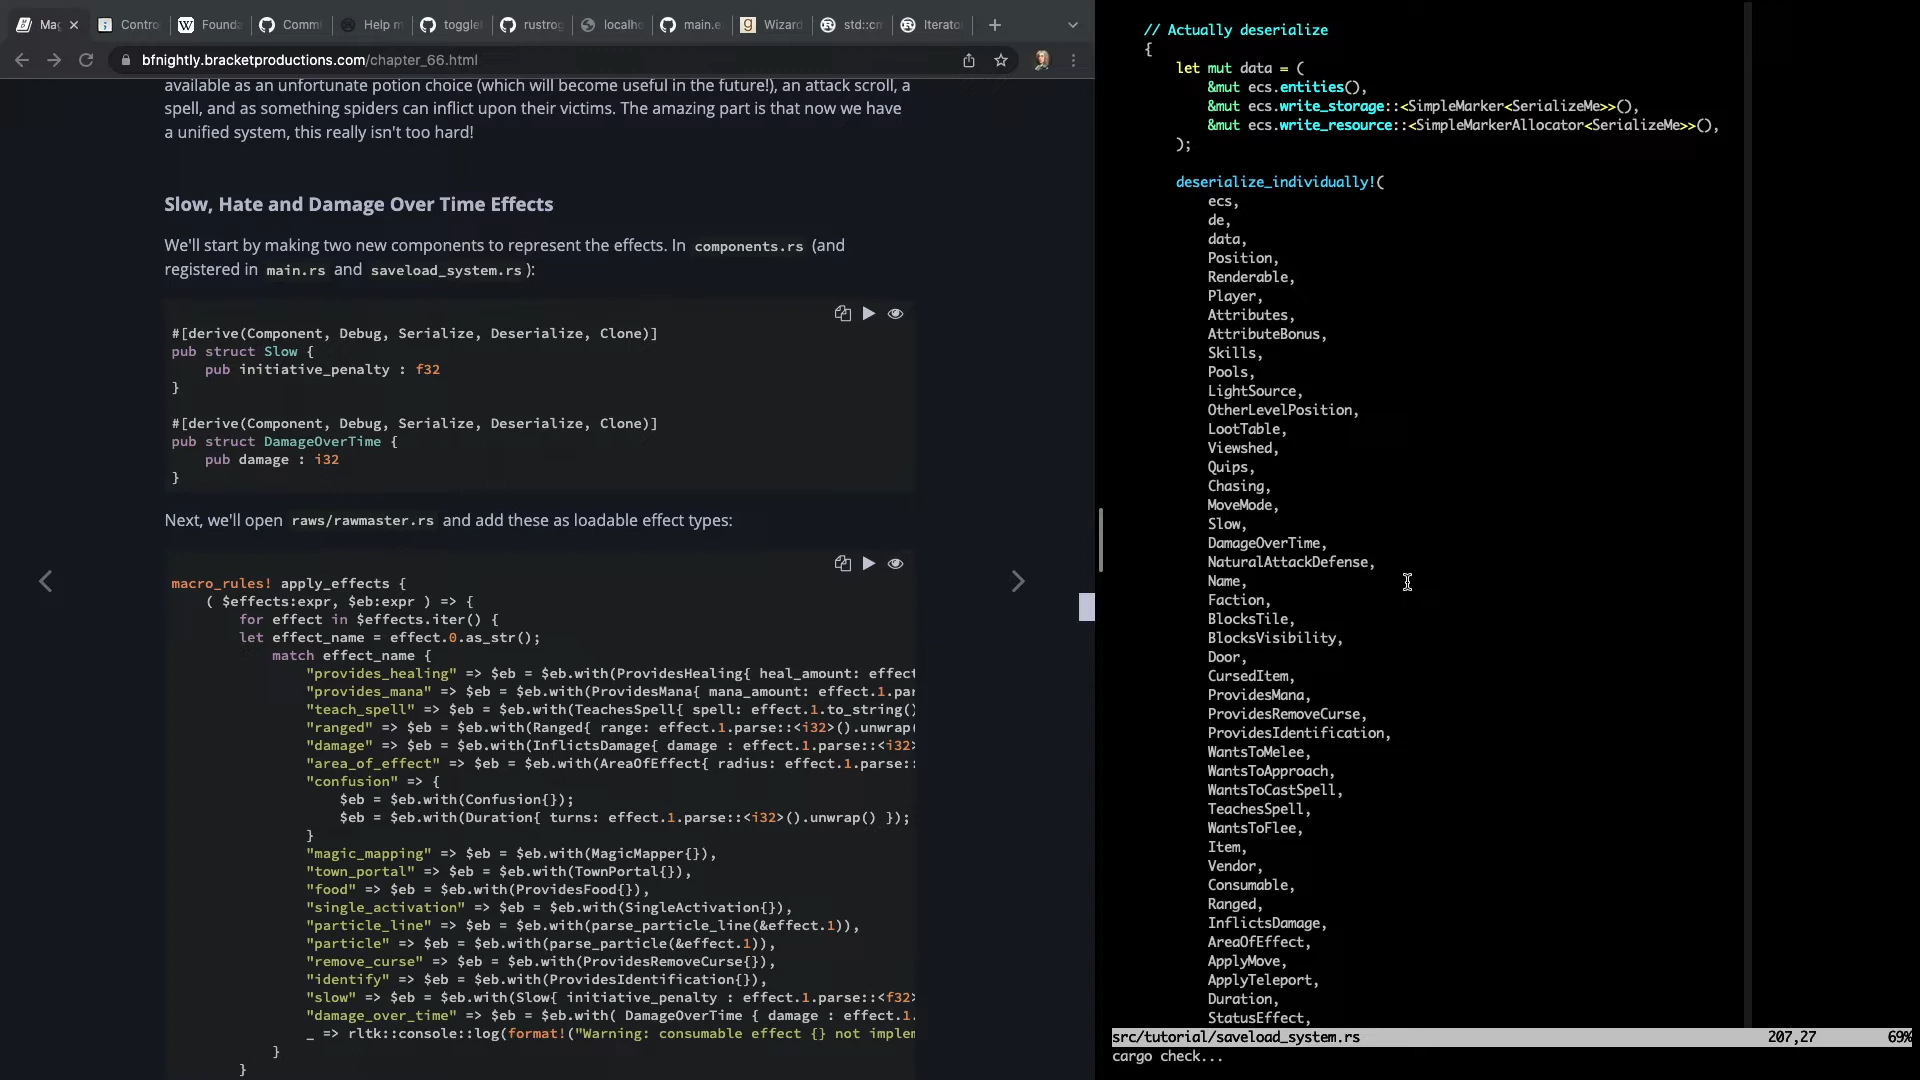 Mag
Contro
Founda
Comm
Help m
toggle
rustrog
localho
main.e
Wizard
std::cm
Iterato
bfnightly.bracketproductions.com/chapter_66.html
available as an unfortunate potion choice (which will become useful in the future!), an attack scroll, a
spell, and as something spiders can inflict upon their victims. The amazing part is that now we have
a unified system, this really isn't too hard!
Slow, Hate and Damage Over Time Effects
We'll start by making two new components to represent the effects. In components.rs (and
registered in main.rs and saveload_system.rs ):
#[derive(Component, Debug, Serialize, Deserialize, Clone)]
pub struct Slow {
pub initiative_penalty : f32
}
#[derive(Component, Debug, Serialize, Deserialize, Clone)]
pub struct DamageOverTime {
pub damage : i32
}
Next, we'll open raws/rawmaster.rs and add these as loadable effect types:
macro_rules! apply_effects {
( $effects:expr, $eb:expr ) => {
for effect in $effects.iter() {
let effect_name = effect.0.as_str();
match effect_name {
"provides_healing" => $eb = $eb.with(ProvidesHealing{ heal_amount: effect
"provides_mana" => $eb = $eb.with(ProvidesMana{ mana_amount: effect.1.par
"teach_spell" => $eb = $eb.with(TeachesSpell{ spell: effect.1.to_string()
"ranged" => $eb = $eb.with(Ranged{ range: effect.1.parse::<i32>().unwrap(
"damage" => $eb = $eb.with(InflictsDamage{ damage : effect.1.parse::<i32>
"area_of_effect" => $eb = $eb.with(AreaOfEffect{ radius: effect.1.parse::
"confusion" => {
$eb = $eb.with(Confusion{});
$eb = $eb.with(Duration{ turns: effect.1.parse::<i32>().unwrap() });
}
"magic_mapping" => $eb = $eb.with(MagicMapper{}),
"town_portal" => $eb = $eb.with(TownPortal{}),
"food" => $eb = $eb.with(ProvidesFood{}),
"single_activation" => $eb = $eb.with(SingleActivation{}),
"particle_line" => $eb = $eb.with(parse_particle_line(&effect.1)),
"particle" => $eb = $eb.with(parse_particle(&effect.1)),
"remove_curse" => $eb = $eb.with(ProvidesRemoveCurse{}),
"identify" => $eb = $eb.with(ProvidesIdentification{}),
"slow" => $eb = $eb.with(Slow{ initiative_penalty : effect.1.parse::<f32>
"damage_over_time" => $eb = $eb.with( DamageOverTime { damage : effect.1.
_ => rltk::console::log(format!("Warning: consumable effect {} not implem
}
}
// Actually deserialize
{
let mut data = (
&mut ecs.entities(),
&mut ecs.write_storage::<SimpleMarker<SerializeMe>>(),
&mut ecs.write_resource::<SimpleMarkerAllocator<SerializeMe>>(),
);
deserialize_individually!(
ecs,
de,
data,
Position,
Renderable,
Player,
Attributes,
AttributeBonus,
Skills,
Pools,
LightSource,
OtherLevelPosition,
LootTable,
Viewshed,
Quips,
Chasing,
MoveMode,
Slow,
DamageOverTime,
NaturalAttackDefense,
Name,
Faction,
BlocksTile,
BlocksVisibility,
Door,
CursedItem,
ProvidesMana,
ProvidesRemoveCurse,
ProvidesIdentification,
WantsToMelee,
WantsToApproach,
WantsToCastSpell,
TeachesSpell,
WantsToFlee,
Item,
Vendor,
Consumable,
Ranged,
InflictsDamage,
AreaOfEffect,
ApplyMove,
ApplyTeleport,
Duration,
StatusEffect,
src/tutorial/saveload_system.rs 207,27 69%
cargo check...